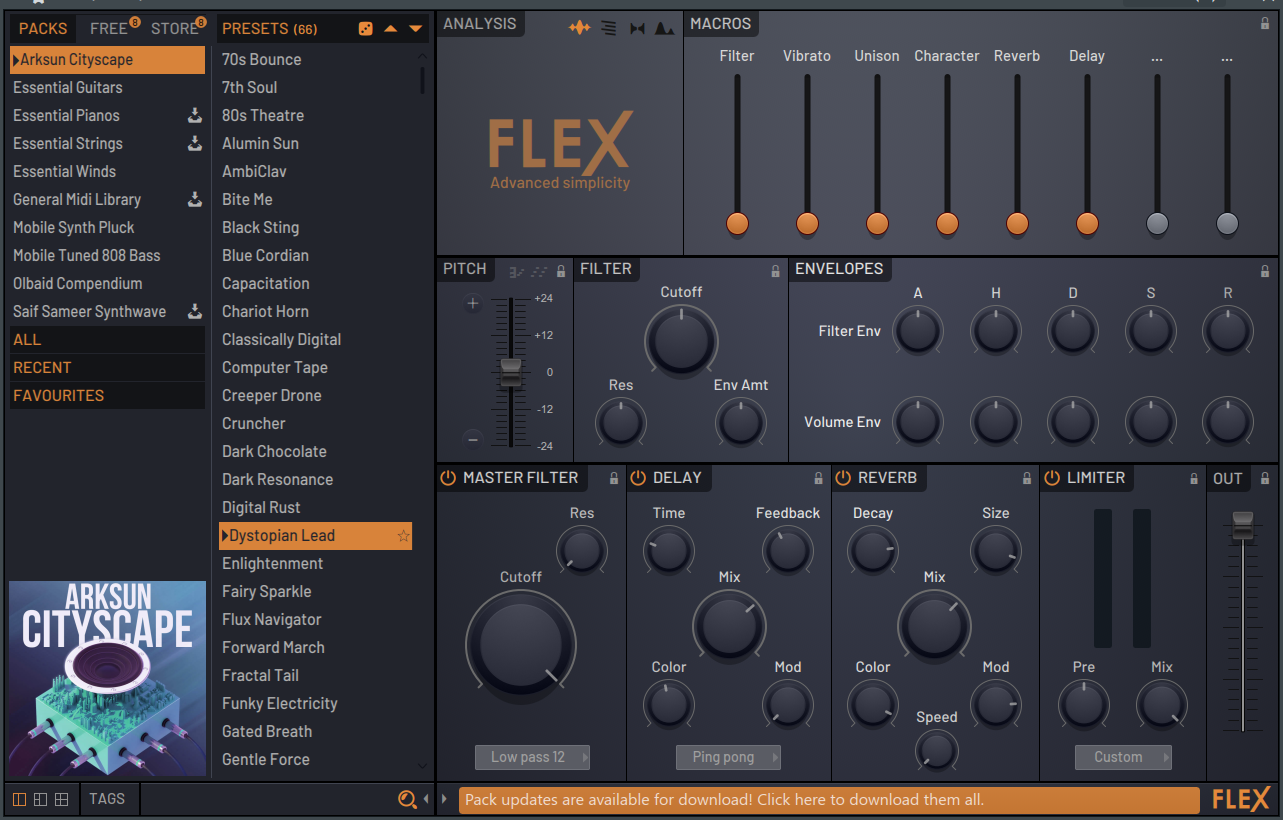 PACKS
FREE 8
STORE 8
Arksun Cityscape
Essential Guitars
Essential Pianos
Essential Strings
Essential Winds
General Midi Library
Mobile Synth Pluck
Mobile Tuned 808 Bass
Olbaid Compendium
Saif Sameer Synthwave
ALL
RECENT
FAVOURITES
ARKSUN
CITYSCAPE
TAGS
PRESETS (66)
70s Bounce
7th Soul
80s Theatre
Alumin Sun
AmbiClav
Bite Me
Black Sting
Blue Cordian
Capacitation
Chariot Horn
Classically Digital
Computer Tape
Creeper Drone
Cruncher
Dark Chocolate
Dark Resonance
Digital Rust
Dystopian Lead
Enlightenment
Fairy Sparkle
Flux Navigator
Forward March
Fractal Tail
Funky Electricity
Gated Breath
Gentle Force
ANALYSIS
FLEX
Advanced simplicity
MACROS
Filter
Vibrato
Unison
Character
Reverb
Delay
...
...
PITCH
+
+24
+12
0
-12
-24
−
FILTER
Cutoff
Res
Env Amt
ENVELOPES
A H D S R
Filter Env
Volume Env
MASTER FILTER
Res
Cutoff
Low pass 12
DELAY
Time
Feedback
Mix
Color
Mod
Ping pong
REVERB
Decay
Size
Mix
Color
Mod
Speed
LIMITER
Pre
Mix
Custom
OUT
Pack updates are available for download! Click here to download them all.
FLEX